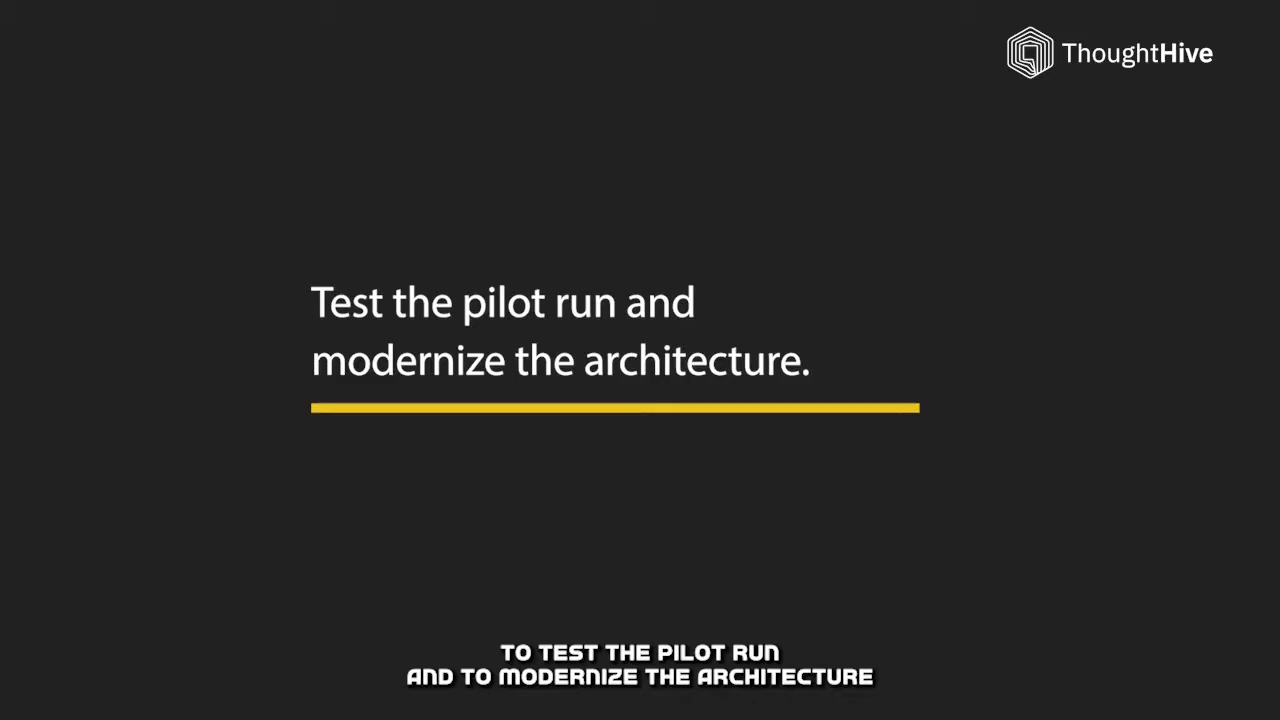 ThoughtHive
Test the pilot run and
modernize the architecture.
TO TEST THE PILOT RUN
AND TO MODERNIZE THE ARCHITECTURE